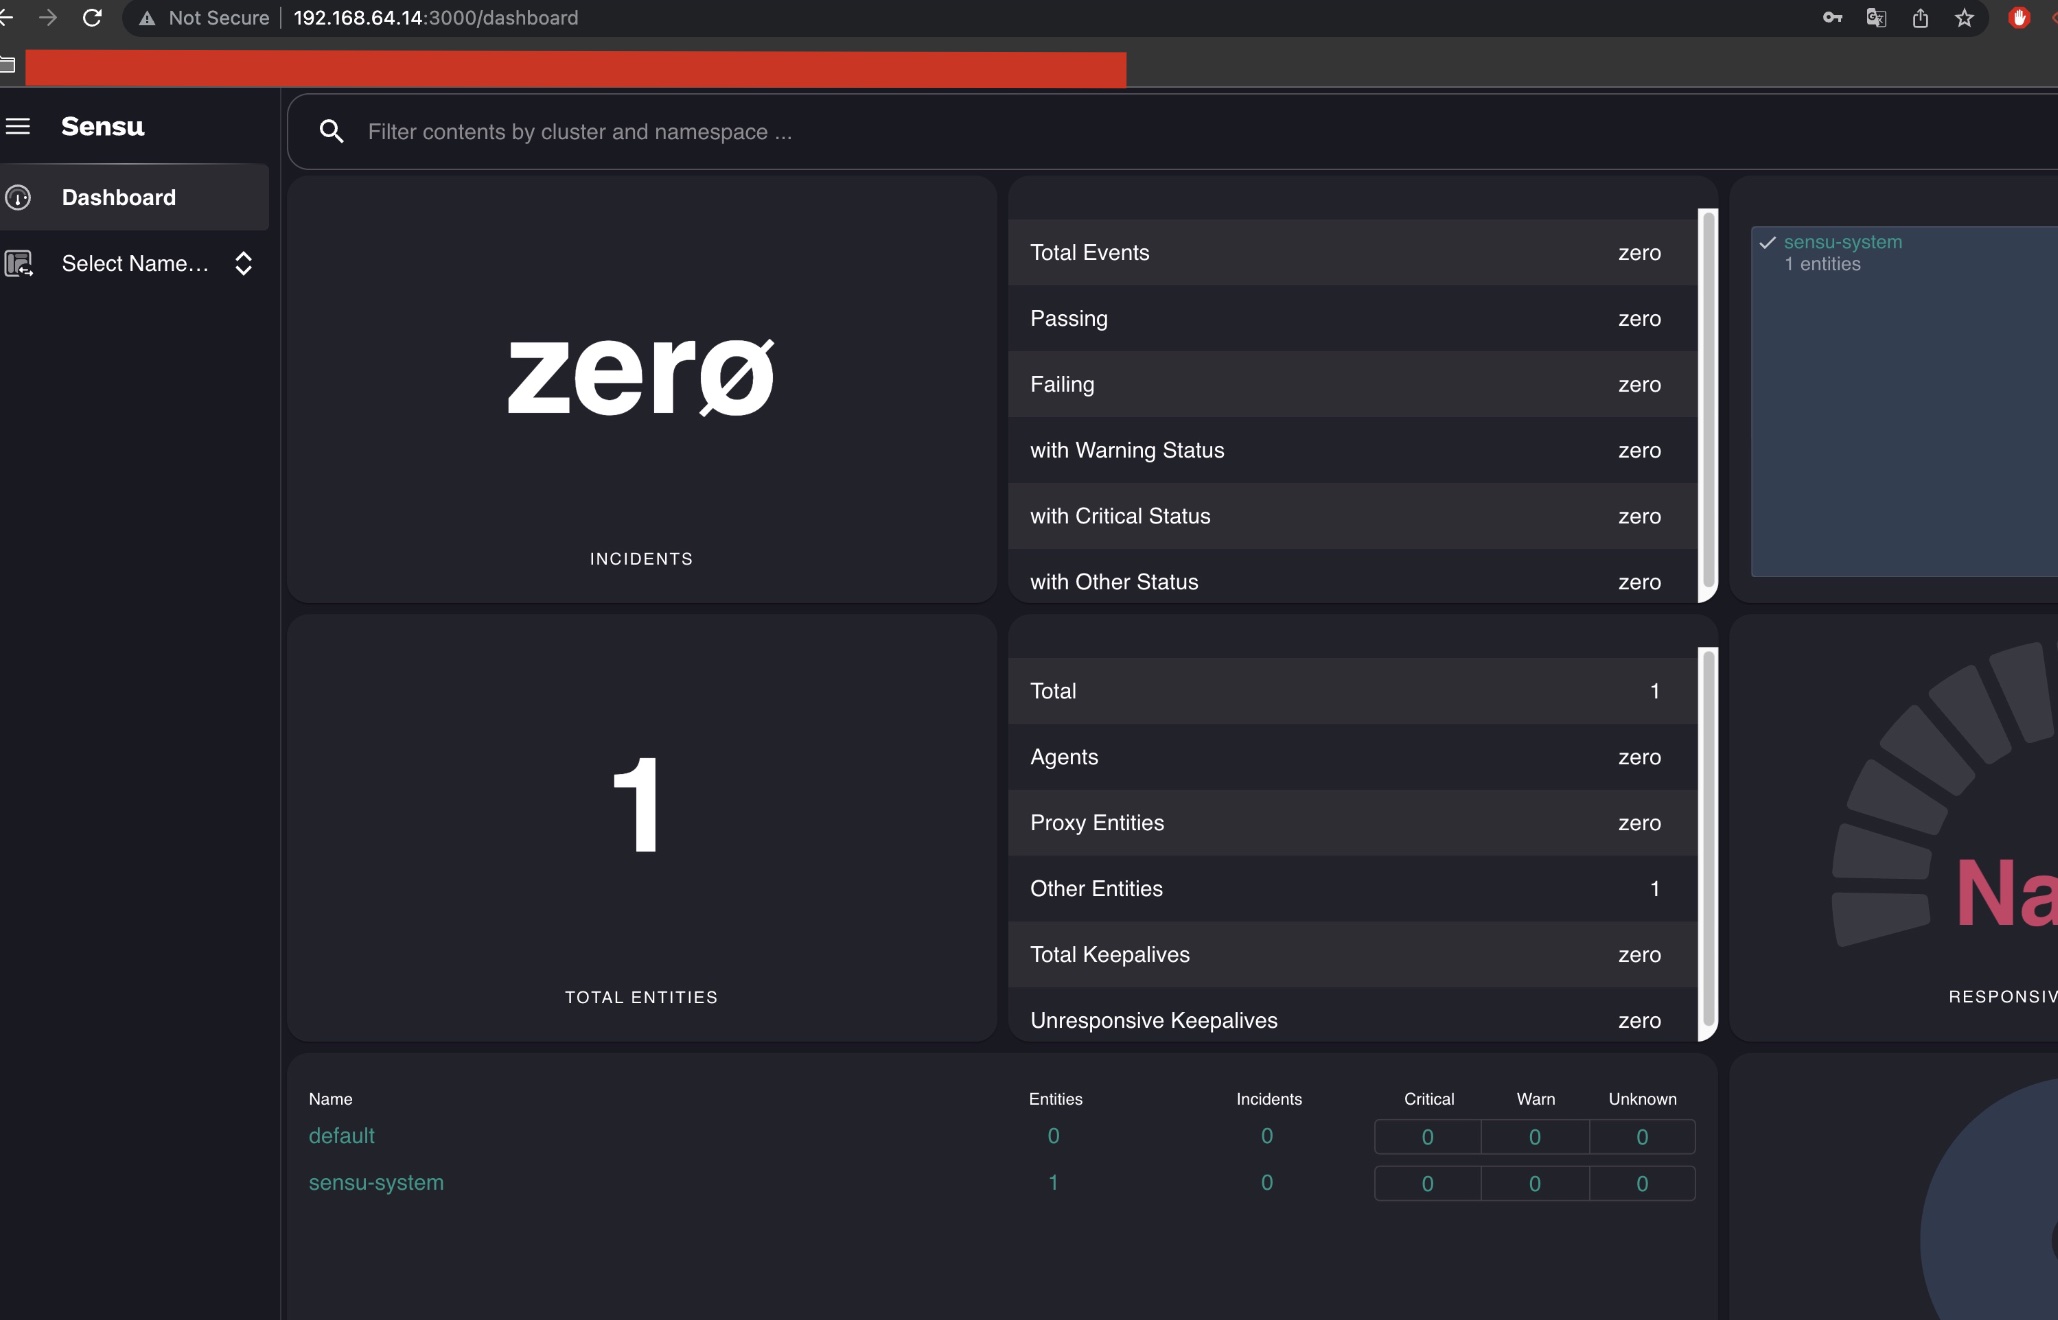 Not Secure 192.168.64.14:3000/dashboard
Sensu
Filter contents by cluster and namespace ...
Dashboard
Select Name...
zerø
INCIDENTS
Total Events zero
Passing zero
Failing zero
with Warning Status zero
with Critical Status zero
with Other Status zero
sensu-system
1 entities
1
TOTAL ENTITIES
Total 1
Agents zero
Proxy Entities zero
Other Entities 1
Total Keepalives zero
Unresponsive Keepalives zero
Na
RESPONSIV
Name Entities Incidents Critical Warn Unknown
default 0 0 0 0 0
sensu-system 1 0 0 0 0